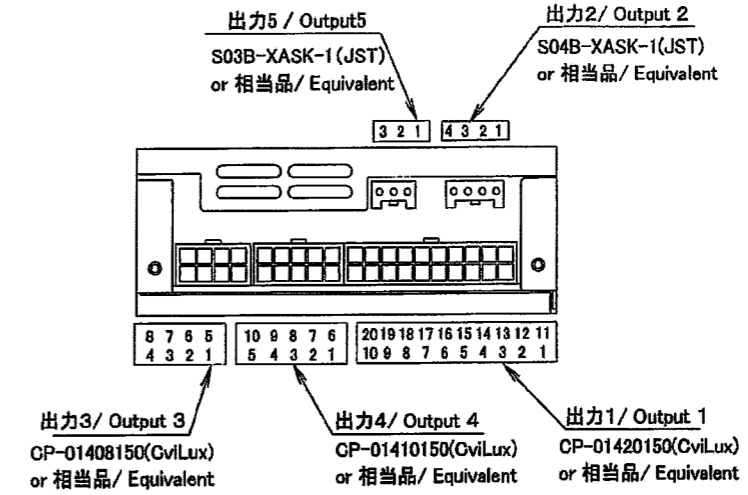 出力5 / Output5
S03B-XASK-1(JST)
or 相当品/ Equivalent
出力2/ Output 2
S04B-XASK-1(JST)
or 相当品/ Equivalent
3 2 1
4 3 2 1
8 7 6 5
4 3 2 1
10 9 8 7 6
5 4 3 2 1
20 19 18 17 16 15 14 13 12 11
10 9 8 7 6 5 4 3 2 1
出力3/ Output 3
CP-01408150(CviLux)
or 相当品/ Equivalent
出力4/ Output 4
CP-01410150(CviLux)
or 相当品/ Equivalent
出力1/ Output 1
CP-01420150(CviLux)
or 相当品/ Equivalent